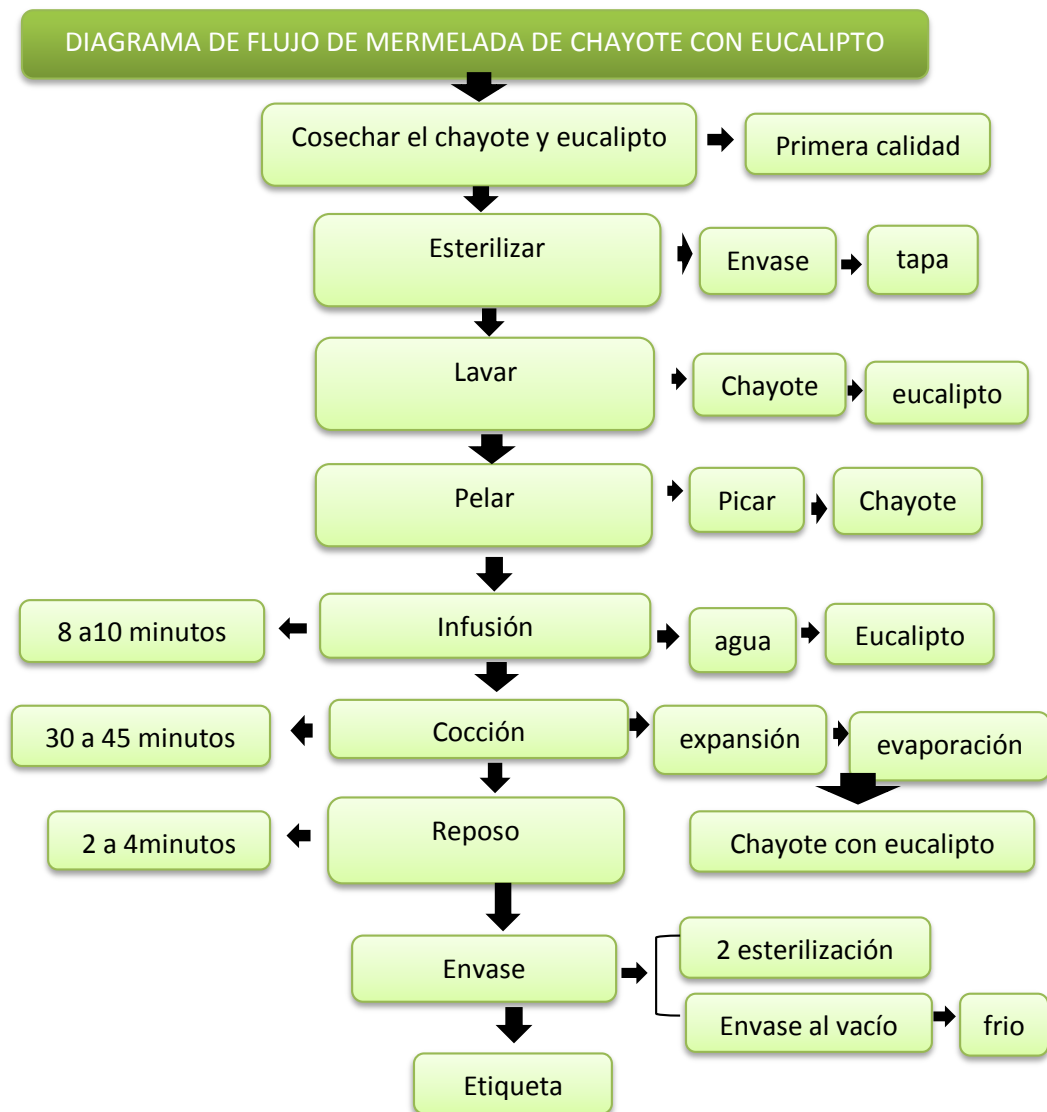 DIAGRAMA DE FLUJO DE MERMELADA DE CHAYOTE CON EUCALIPTO
Cosechar el chayote y eucalipto
Primera calidad
Esterilizar
Envase
tapa
Lavar
Chayote
eucalipto
Pelar
Picar
Chayote
8 a10 minutos
Infusión
agua
Eucalipto
30 a 45 minutos
Cocción
expansión
evaporación
Chayote con eucalipto
2 a 4minutos
Reposo
Envase
2 esterilización
Envase al vacío
frio
Etiqueta